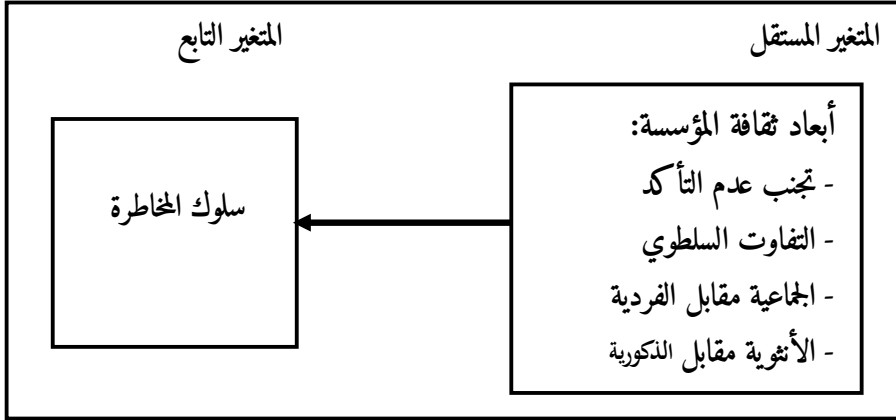 المتغير المستقل
المتغير التابع
أبعاد ثقافة المؤسسة:
- تجنب عدم التأكد
- التفاوت السلطوي
- الجماعية مقابل الفردية
- الأنثوية مقابل الذكورية
سلوك المخاطرة